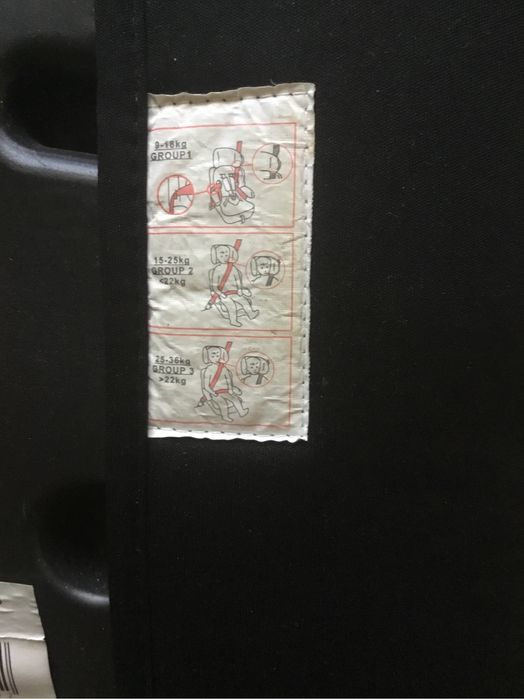 9-18kg
GROUP1
15-25kg
GROUP 2
<22kg
25-36kg
GROUP 3
>22kg